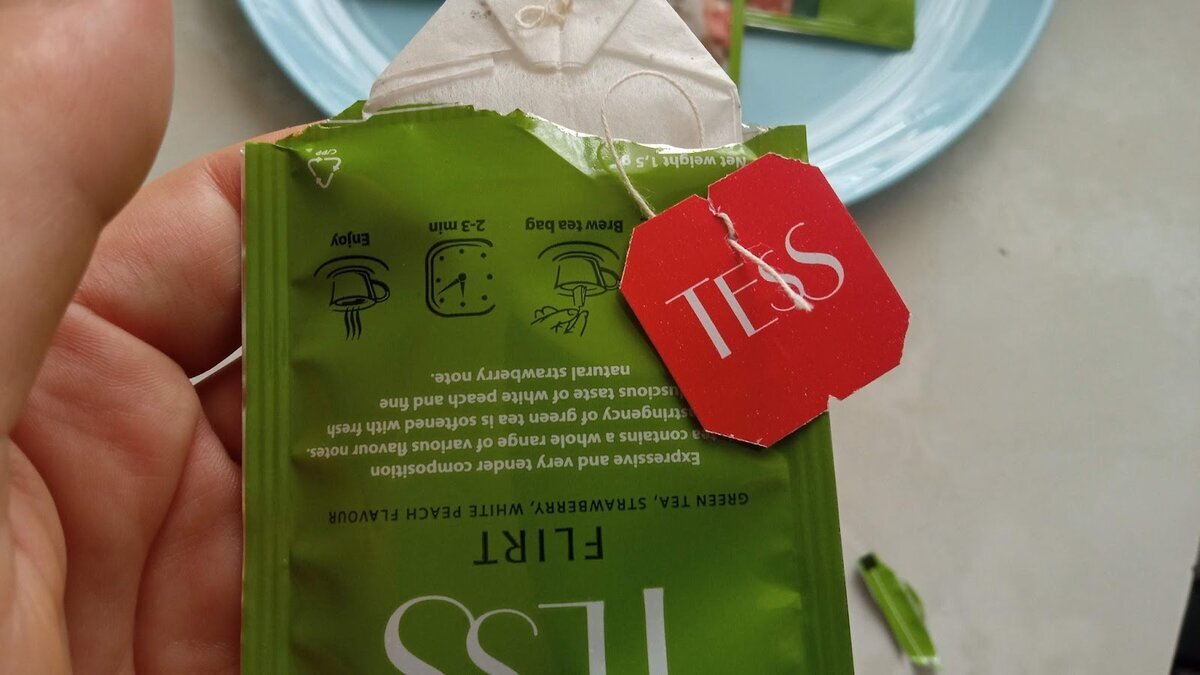 TESS
FLIRT
GREEN TEA, STRAWBERRY, WHITE PEACH FLAVOUR
Expressive and very tender composition
tea contains a whole range of various flavour notes.
astringency of green tea is softened with fresh
luscious taste of white peach and fine
natural strawberry note.
Brew tea bag
2-3 min
Enjoy
Net weight 1,5 g
C/PP
TESS